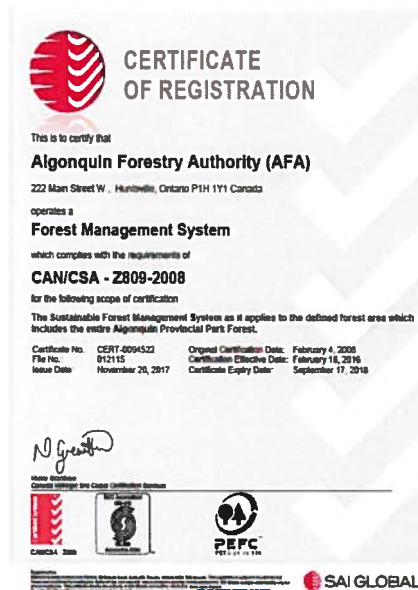 CERTIFICATE
OF REGISTRATION
This is to certify that
Algonquin Forestry Authority (AFA)
222 Main Street W., Huntsville, Ontario P1H 1Y1 Canada
operates a
Forest Management System
which complies with the requirements of
CAN/CSA - Z809-2008
for the following scope of certification
The Sustainable Forest Management System as it applies to the defined forest area which
includes the entire Algonquin Provincial Park Forest.
Certificate No. CERT-0094522 Original Certification Date: February 4, 2008
File No. 012115 Certification Effective Date: February 16, 2016
Issue Date November 20, 2017 Certificate Expiry Date: September 17, 2018
PEFC
SAI GLOBAL